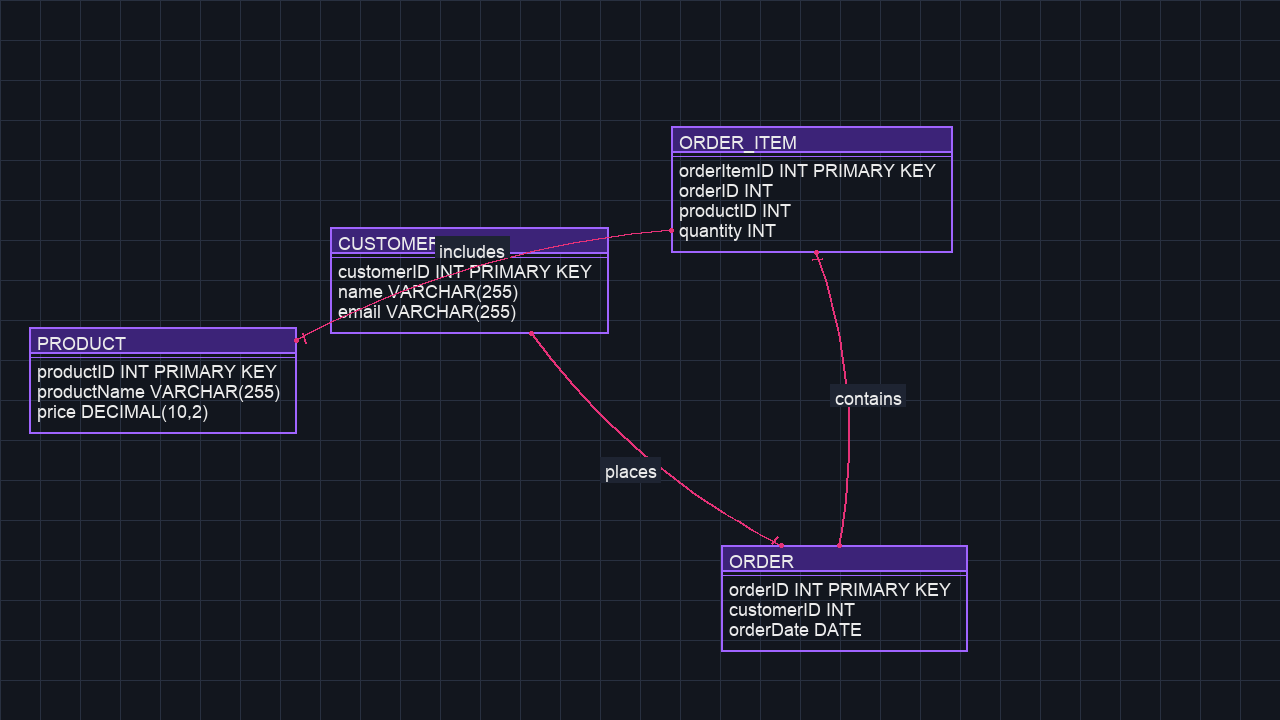 ORDER_ITEM
orderItemID INT PRIMARY KEY
orderID INT
productID INT
quantity INT
CUSTOMER
includes
customerID INT PRIMARY KEY
name VARCHAR(255)
email VARCHAR(255)
PRODUCT
productID INT PRIMARY KEY
productName VARCHAR(255)
price DECIMAL(10,2)
contains
places
ORDER
orderID INT PRIMARY KEY
customerID INT
orderDate DATE